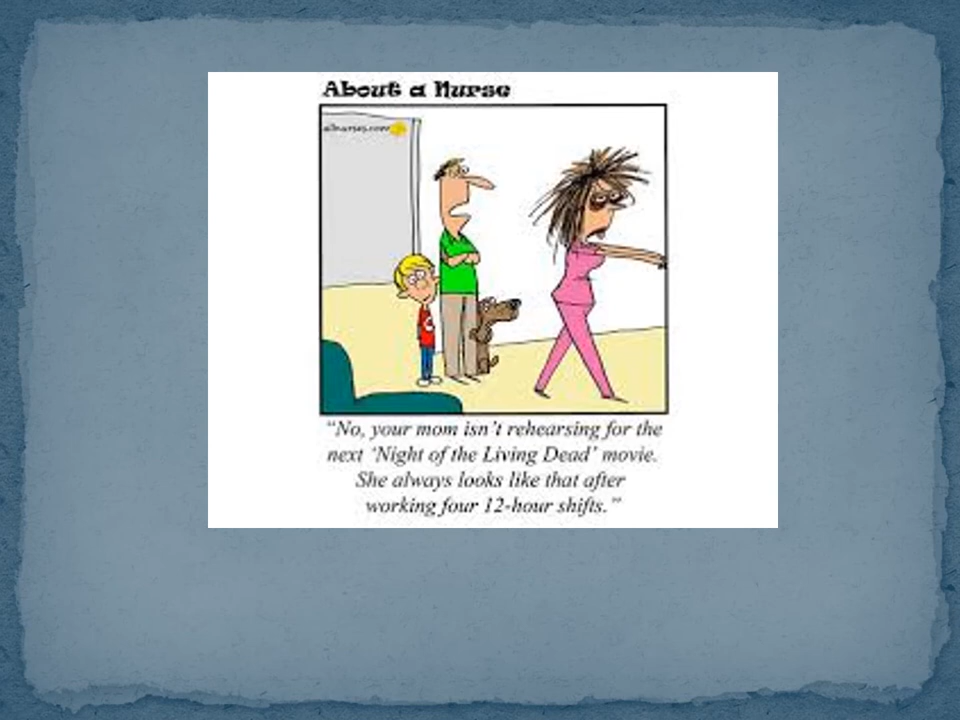 About a Nurse
allnurses.com
“No, your mom isn’t rehearsing for the
next ‘Night of the Living Dead’ movie.
She always looks like that after
working four 12-hour shifts.”